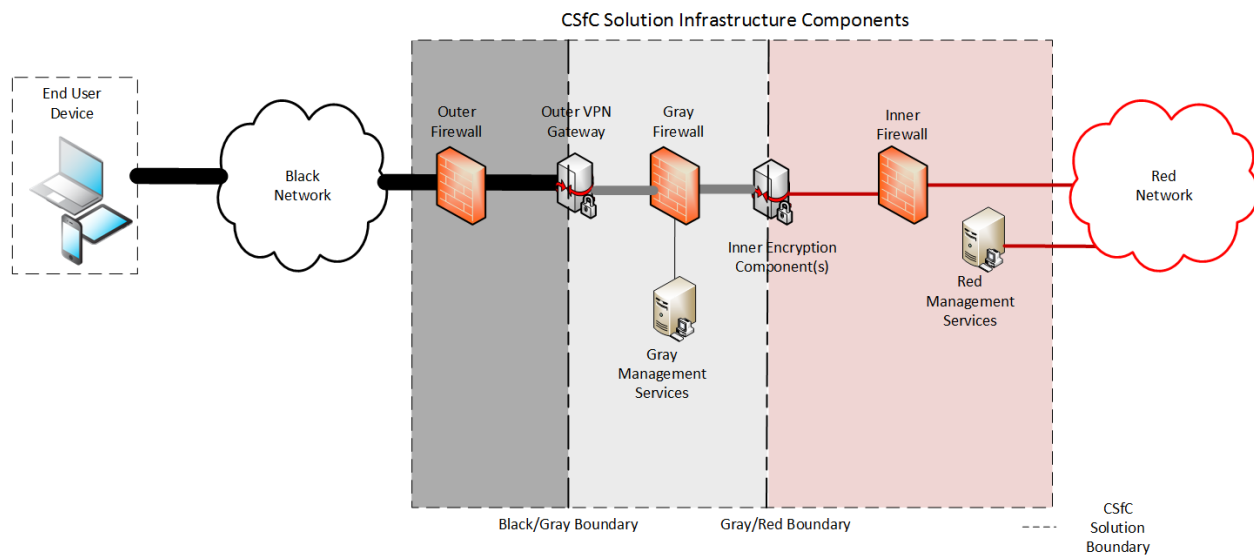 CSfC Solution Infrastructure Components
End User
Device
Black
Network
Outer
Firewall
Outer VPN
Gateway
Gray
Firewall
Inner Encryption
Component(s)
Inner
Firewall
Red
Network
Gray
Management
Services
Red
Management
Services
Black/Gray Boundary
Gray/Red Boundary
CSfC
Solution
Boundary